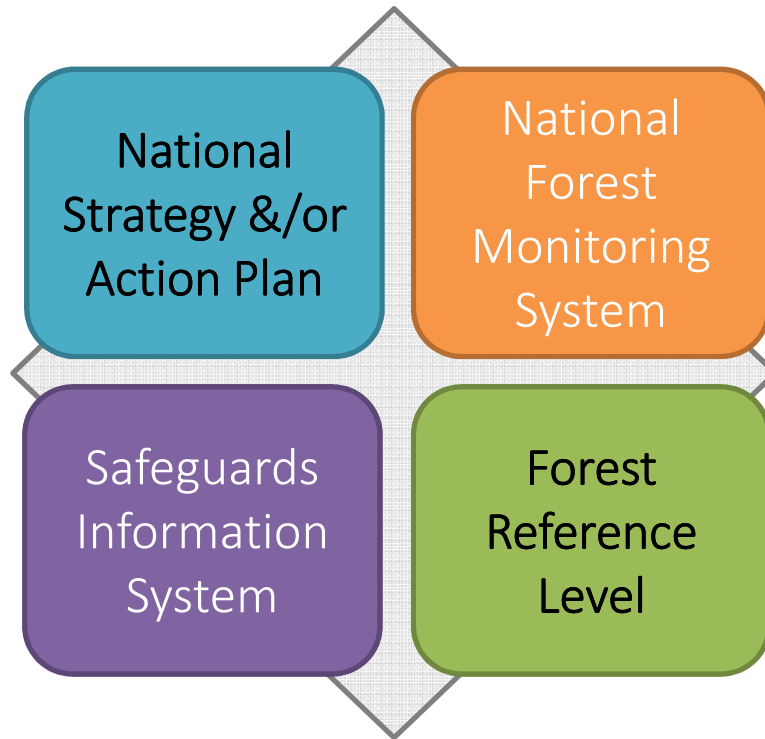 National
Strategy &/or
Action Plan
National
Forest
Monitoring
System
Safeguards
Information
System
Forest
Reference
Level